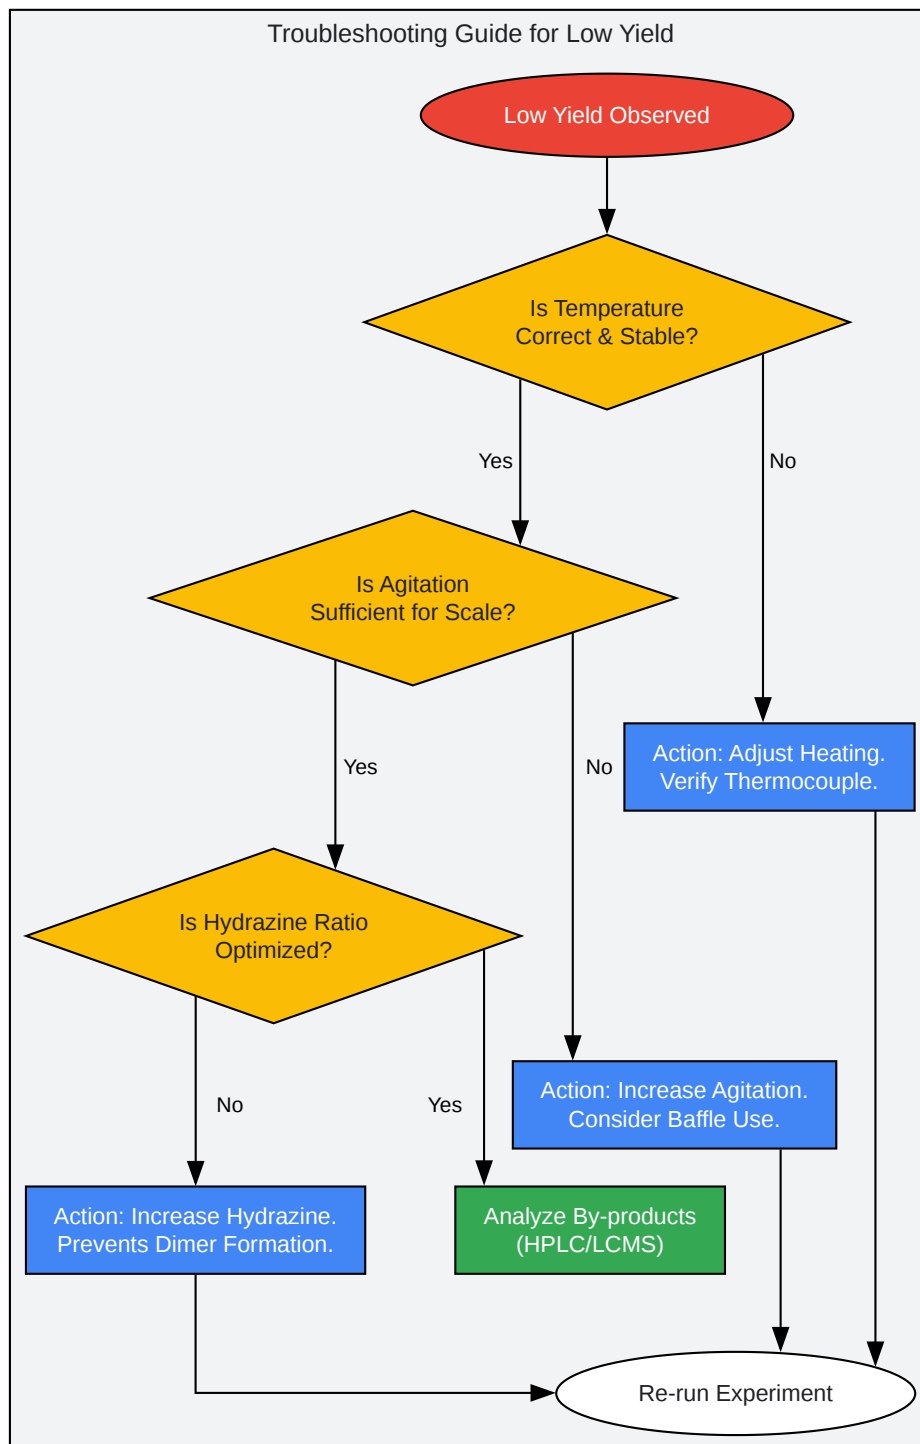 Troubleshooting Guide for Low Yield
Low Yield Observed
Is Temperature
Correct & Stable?
Yes
No
Is Agitation
Sufficient for Scale?
Action: Adjust Heating.
Verify Thermocouple.
Yes
No
Is Hydrazine Ratio
Optimized?
Action: Increase Agitation.
Consider Baffle Use.
No
Yes
Action: Increase Hydrazine.
Prevents Dimer Formation.
Analyze By-products
(HPLC/LCMS)
Re-run Experiment